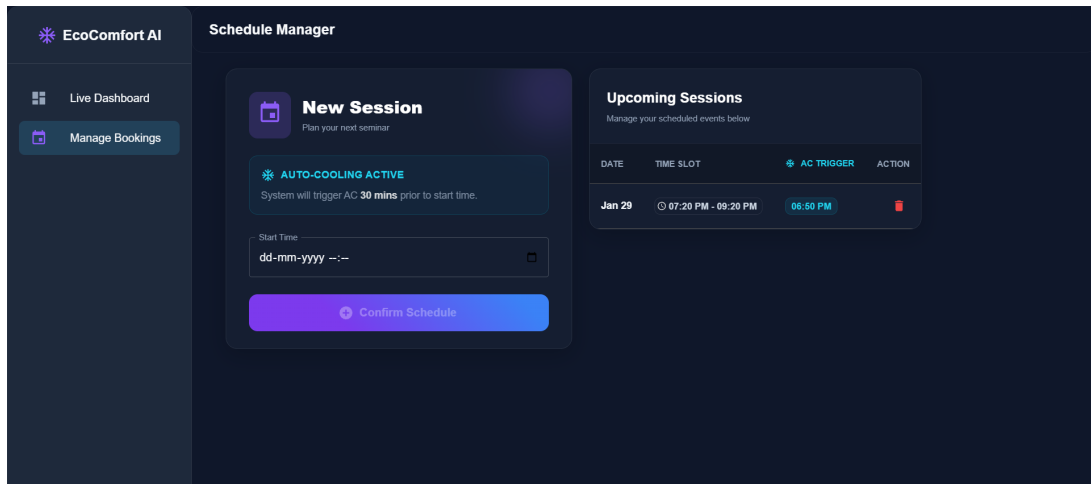 EcoComfort AI
Live Dashboard
Manage Bookings
Schedule Manager
New Session
Plan your next seminar
AUTO-COOLING ACTIVE
System will trigger AC 30 mins prior to start time.
Start Time
dd-mm-yyyy --:--
Confirm Schedule
Upcoming Sessions
Manage your scheduled events below
DATE TIME SLOT AC TRIGGER ACTION
Jan 29 07:20 PM - 09:20 PM 06:50 PM